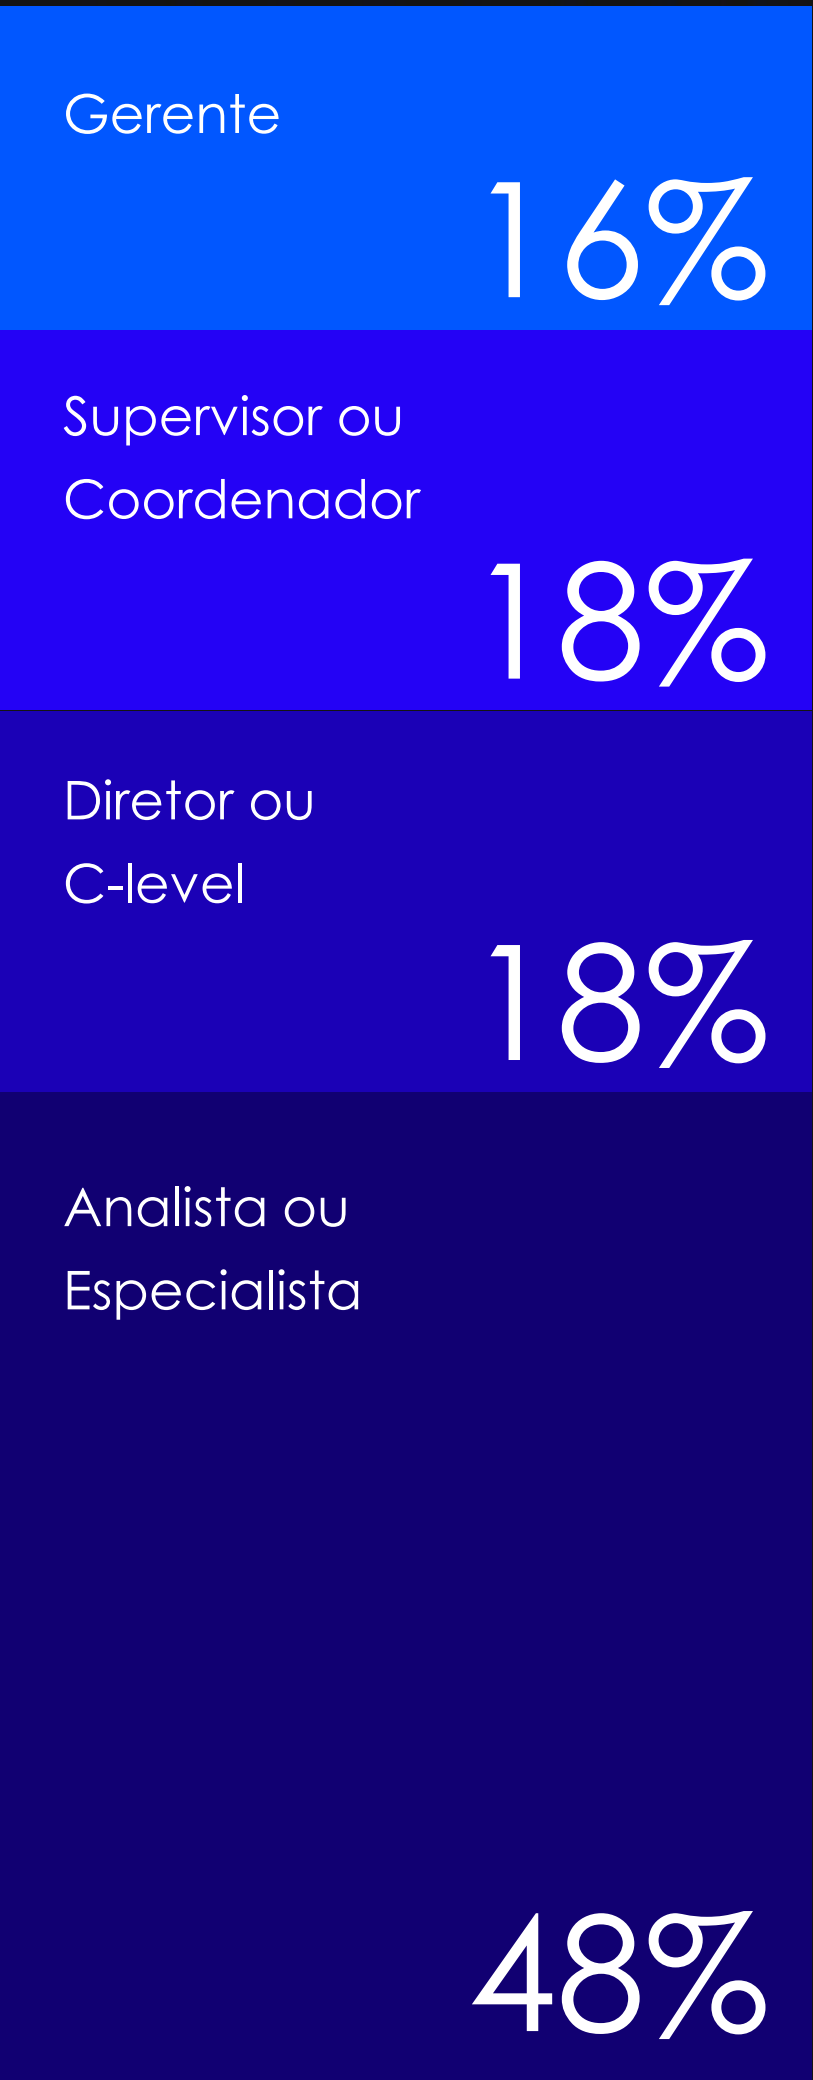 Gerente
16%
Supervisor ou
Coordenador
18%
Diretor ou
C-level
18%
Analista ou
Especialista
48%